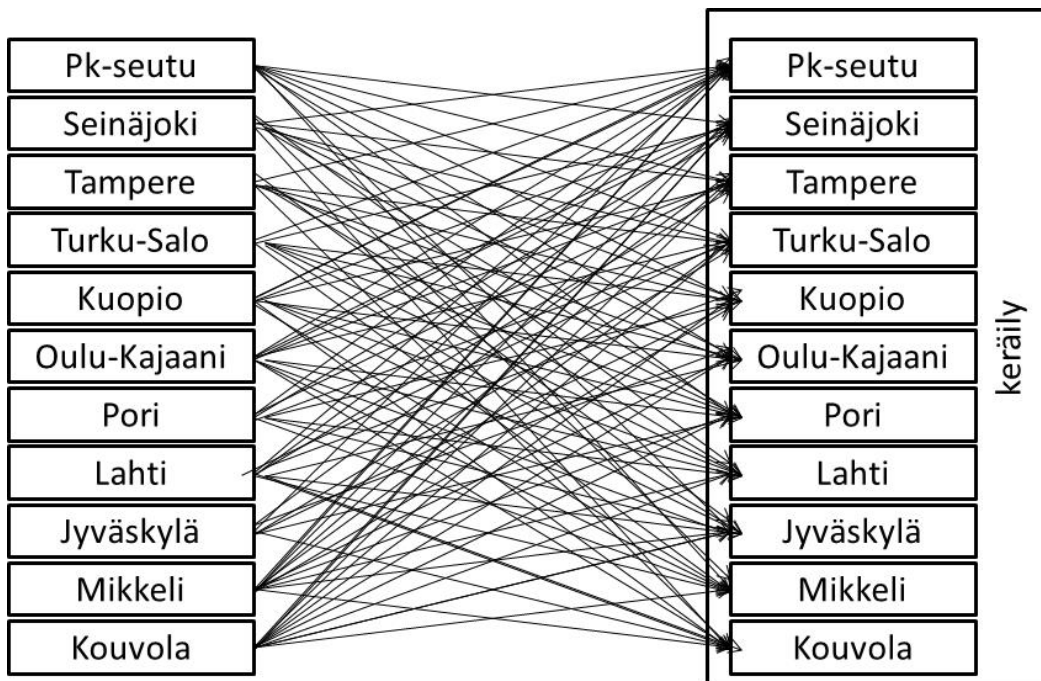 Pk-seutu
Seinäjoki
Tampere
Turku-Salo
Kuopio
Oulu-Kajaani
Pori
Lahti
Jyväskylä
Mikkeli
Kouvola
Pk-seutu
Seinäjoki
Tampere
Turku-Salo
Kuopio
Oulu-Kajaani
Pori
Lahti
Jyväskylä
Mikkeli
Kouvola
keräily